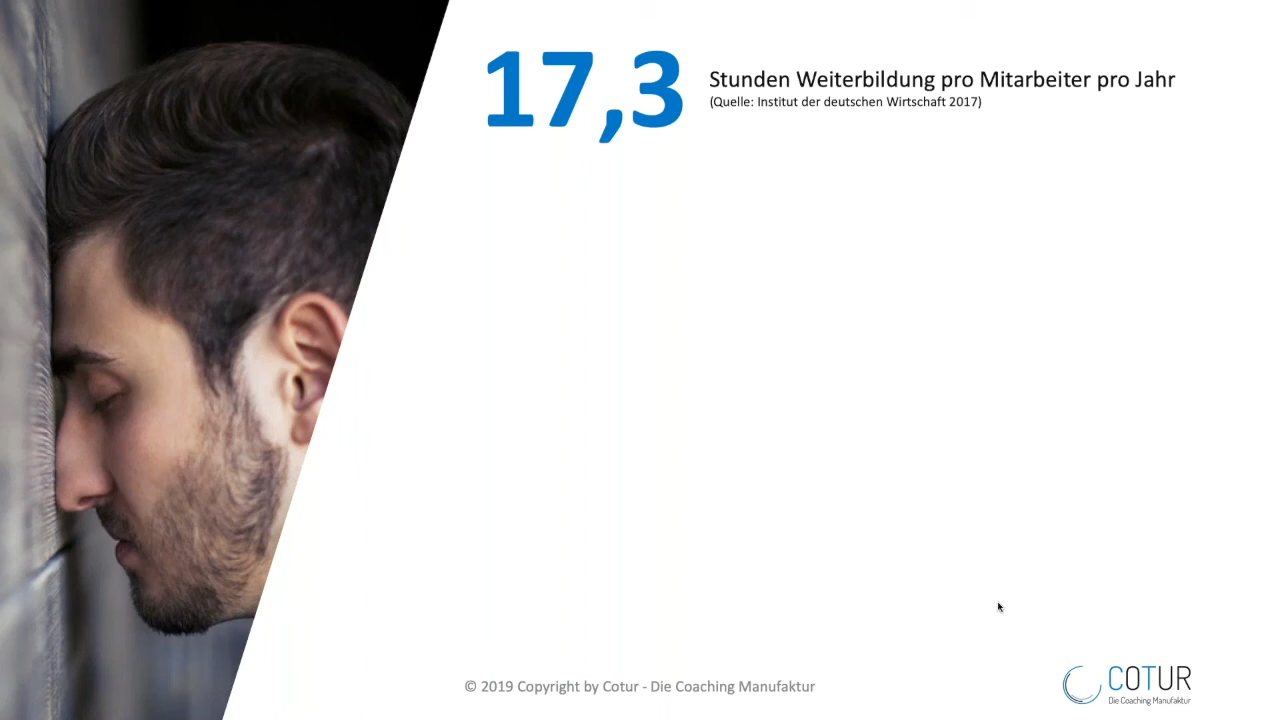 17,3
Stunden Weiterbildung pro Mitarbeiter pro Jahr
(Quelle: Institut der deutschen Wirtschaft 2017)
© 2019 Copyright by Cotur - Die Coaching Manufaktur
COTUR
Die Coaching Manufaktur